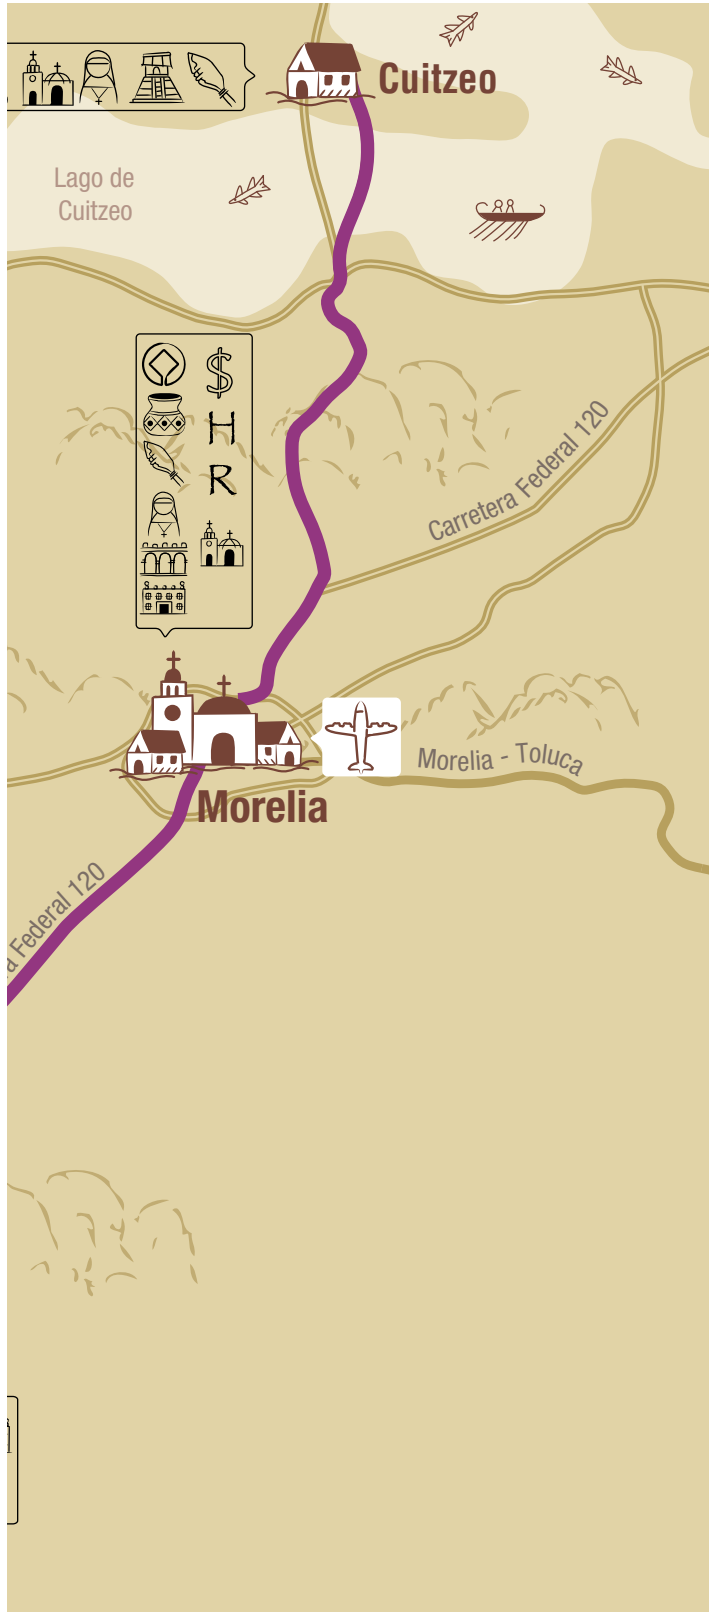 Cuitzeo
Lago de
Cuitzeo
$
H
R
Carretera Federal 120
Morelia - Toluca
Morelia
Federal 120